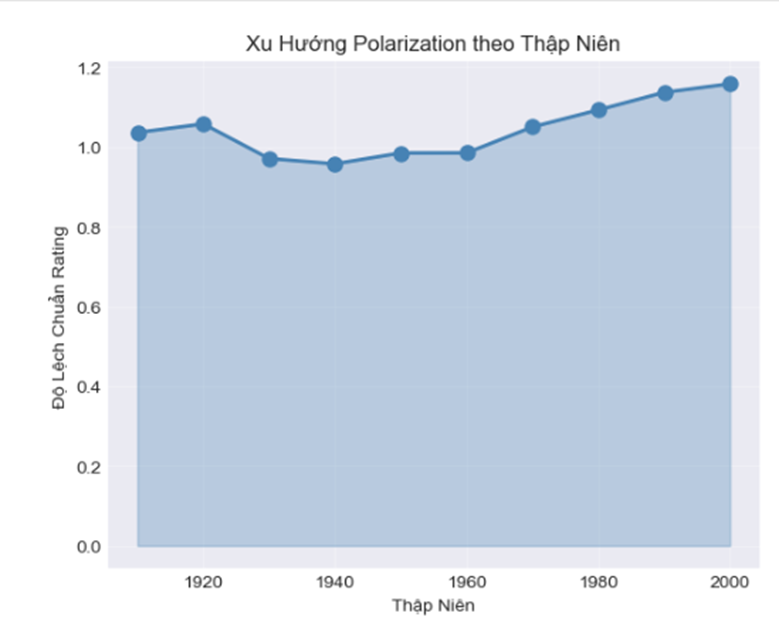 Xu Hướng Polarization theo Thập Niên
1.2
1.0
0.8
0.6
0.4
0.2
0.0
Độ Lệch Chuẩn Rating
1920 1940 1960 1980 2000
Thập Niên